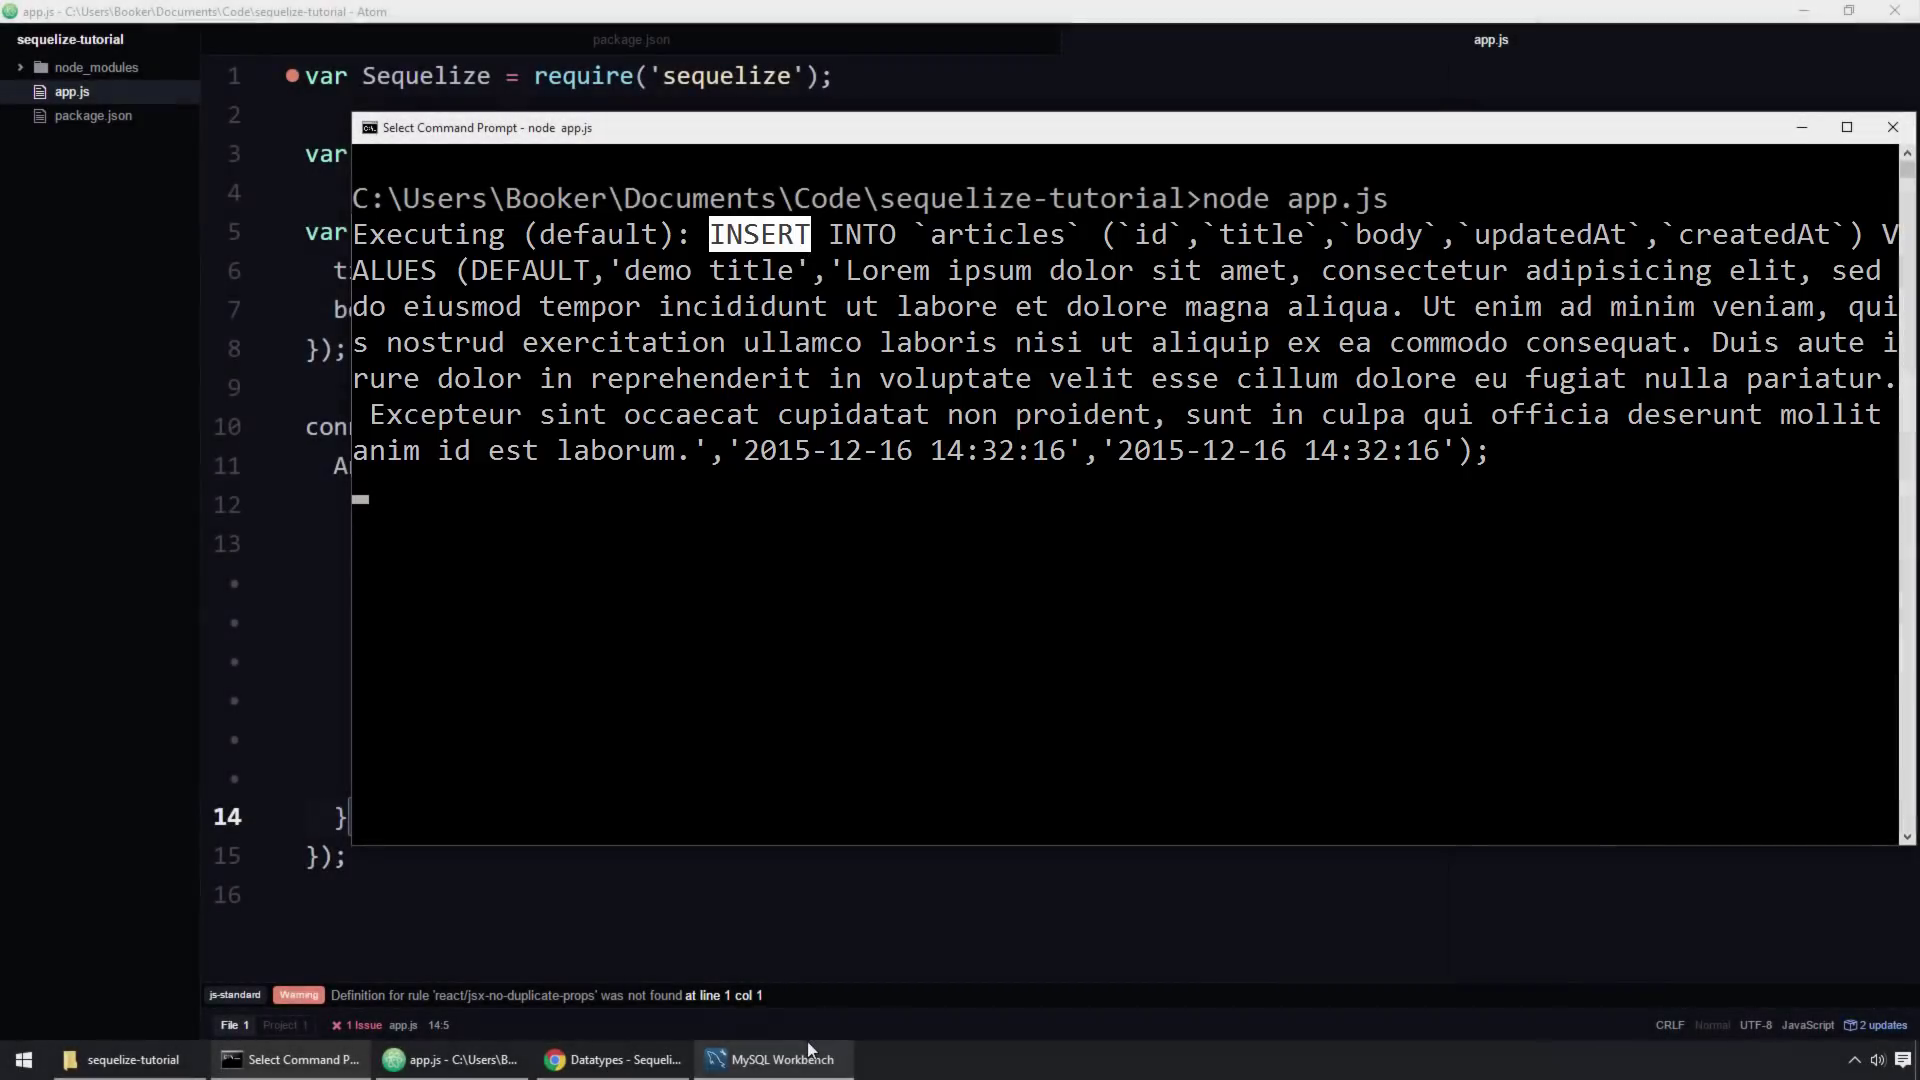 app.js - C:\Users\Booker\Documents\Code\sequelize-tutorial - Atom
sequelize-tutorial
package.json
app.js
node_modules
app.js
package.json
1 var Sequelize = require('sequelize');
2
3 var
4
5 var
6 t
7 b
8 });
9
10 con
11 A
12
13
14 }
15 });
16
Select Command Prompt - node app.js
C:\Users\Booker\Documents\Code\sequelize-tutorial>node app.js
Executing (default): INSERT INTO `articles` (`id`,`title`,`body`,`updatedAt`,`createdAt`) V
ALUES (DEFAULT,'demo title','Lorem ipsum dolor sit amet, consectetur adipisicing elit, sed
do eiusmod tempor incididunt ut labore et dolore magna aliqua. Ut enim ad minim veniam, qui
s nostrud exercitation ullamco laboris nisi ut aliquip ex ea commodo consequat. Duis aute i
rure dolor in reprehenderit in voluptate velit esse cillum dolore eu fugiat nulla pariatur.
Excepteur sint occaecat cupidatat non proident, sunt in culpa qui officia deserunt mollit
anim id est laborum.','2015-12-16 14:32:16','2015-12-16 14:32:16');
js-standard Warning Definition for rule 'react/jsx-no-duplicate-props' was not found at line 1 col 1
File 1 Project 1 1 Issue app.js 14:5
CRLF Normal UTF-8 JavaScript 2 updates
sequelize-tutorial
Select Command P...
app.js - C:\Users\B...
Datatypes - Sequeli...
MySQL Workbench